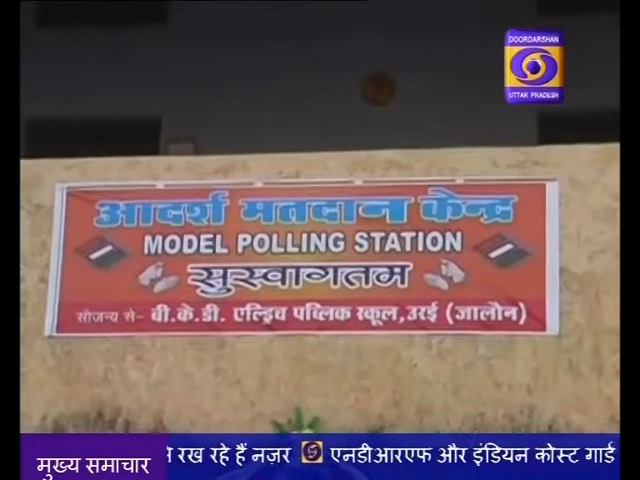 DOORDARSHAN
UTTAR PRADESH
आदर्श मतदान केन्द्र
MODEL POLLING STATION
सुस्वागतम
सौजन्य से- बी.के.डी. एल्ड्रिच पब्लिक स्कूल,उरई (जालौन)
मुख्य समाचार
रख रहे हैं नज़र एनडीआरएफ और इंडियन कोस्ट गार्ड